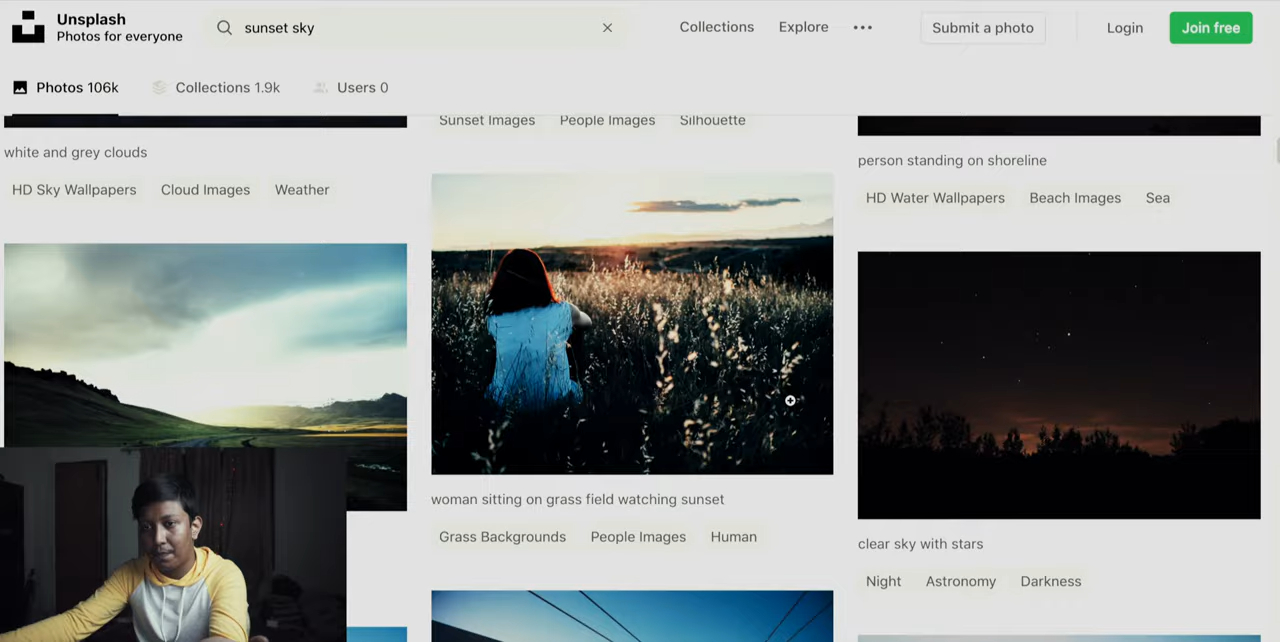 Unsplash
Photos for everyone
sunset sky
Collections
Explore
Submit a photo
Login
Join free
Photos 106k
Collections 1.9k
Users 0
white and grey clouds
HD Sky Wallpapers
Cloud Images
Weather
Sunset Images
People Images
Silhouette
woman sitting on grass field watching sunset
Grass Backgrounds
People Images
Human
person standing on shoreline
HD Water Wallpapers
Beach Images
Sea
clear sky with stars
Night
Astronomy
Darkness